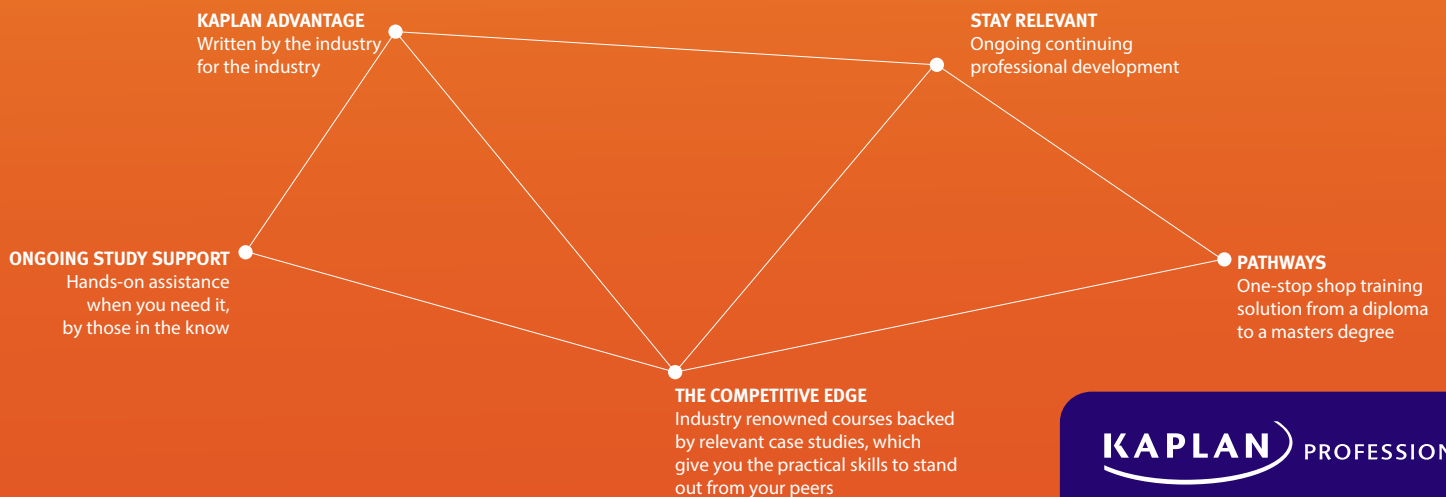 KAPLAN ADVANTAGE
Written by the industry
for the industry
STAY RELEVANT
Ongoing continuing
professional development
ONGOING STUDY SUPPORT
Hands-on assistance
when you need it,
by those in the know
PATHWAYS
One-stop shop training
solution from a diploma
to a masters degree
THE COMPETITIVE EDGE
Industry renowned courses backed
by relevant case studies, which
give you the practical skills to stand
out from your peers
KAPLAN PROFESSION